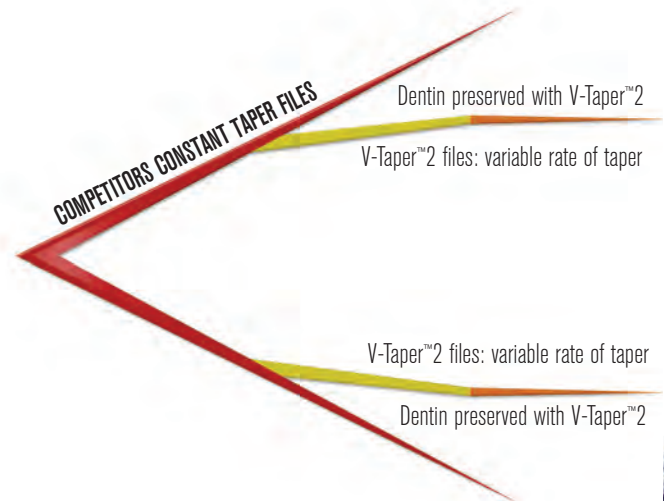 COMPETITORS CONSTANT TAPER FILES
Dentin preserved with V-Taper™2
V-Taper™2 files: variable rate of taper
V-Taper™2 files: variable rate of taper
Dentin preserved with V-Taper™2